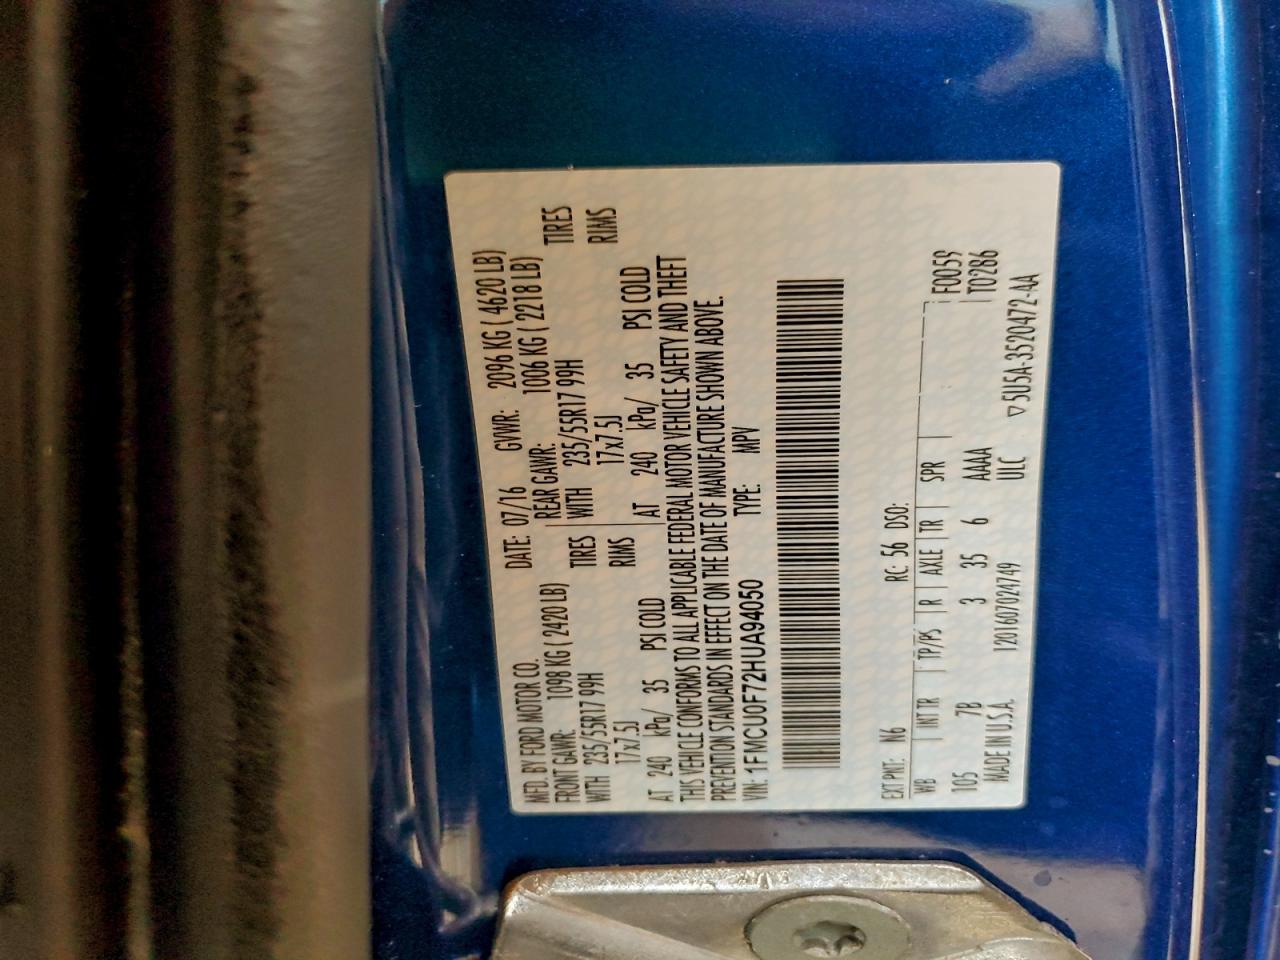 MFD. BY FORD MOTOR CO. DATE: 07/16 GVWR: 2096 KG ( 4620 LB)
FRONT GAWR: 1098 KG ( 2420 LB) REAR GAWR: 1006 KG ( 2218 LB)
WITH 235/55R17 99H TIRES WITH 235/55R17 99H TIRES
17x7.5J RIMS 17x7.5J RIMS
AT 240 kPa/ 35 PSI COLD AT 240 kPa/ 35 PSI COLD
THIS VEHICLE CONFORMS TO ALL APPLICABLE FEDERAL MOTOR VEHICLE SAFETY AND THEFT
PREVENTION STANDARDS IN EFFECT ON THE DATE OF MANUFACTURE SHOWN ABOVE.
VIN: 1FMCU0F72HUA94050 TYPE: MPV
EXT PNT: N6 RC: 56 DSO:
WB INT TR TP/PS R AXLE TR SPR F0059
105 7B 3 35 6 AAAA T0286
MADE IN U.S.A. 1201607024749 ULC
▽5U5A-3520472-4A